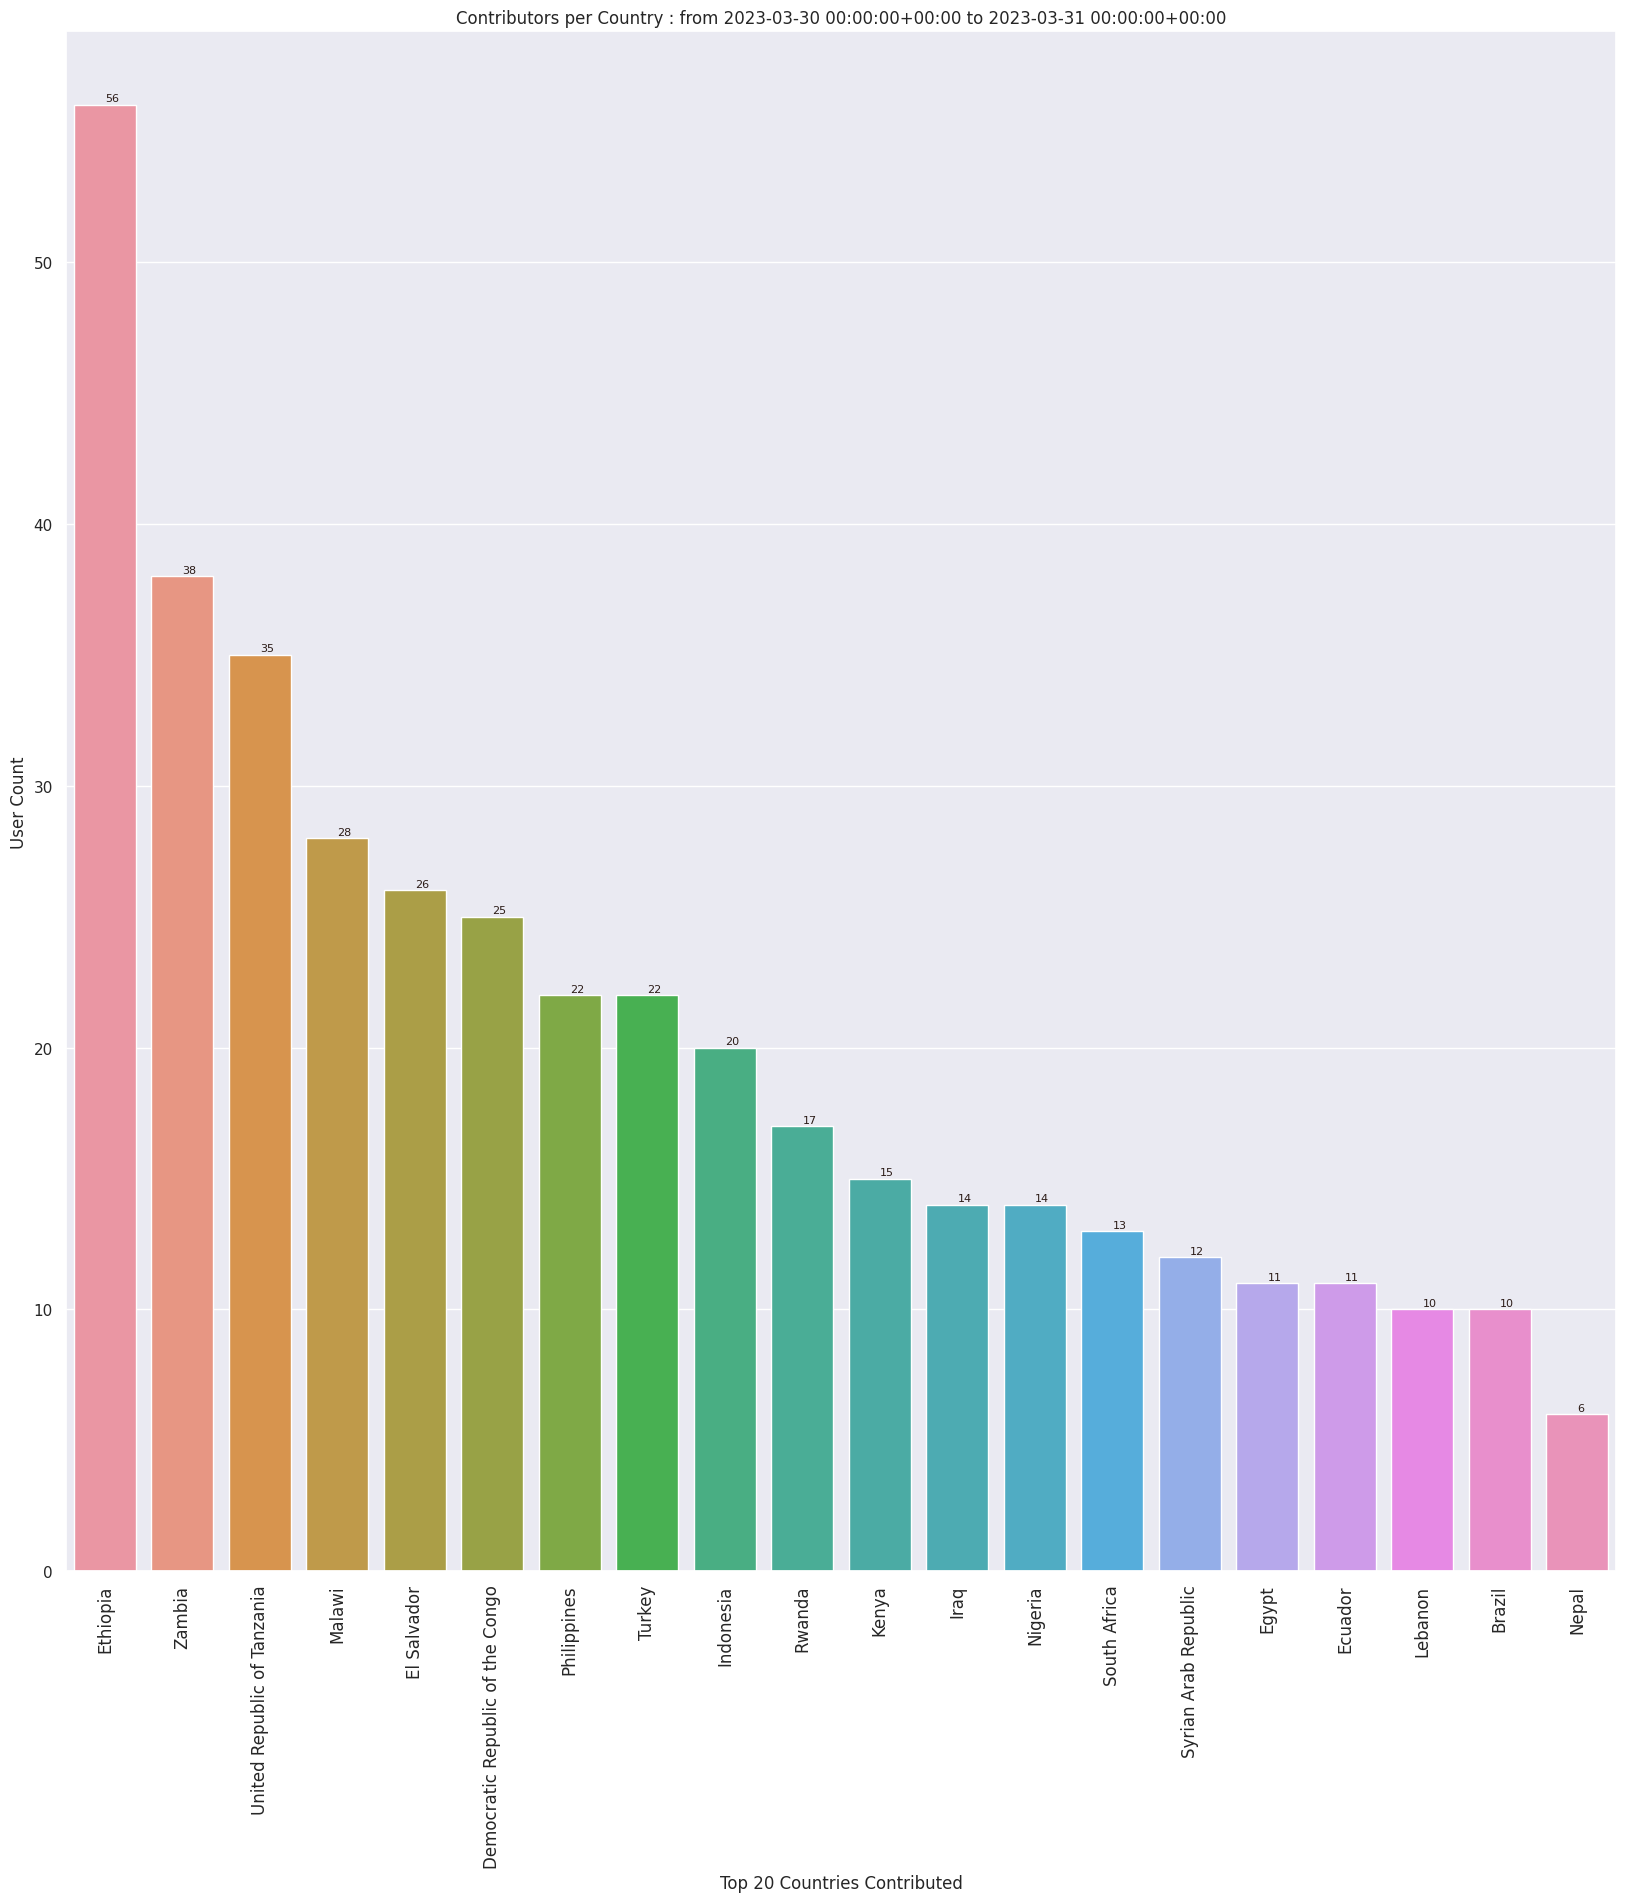 Contributors per Country : from 2023-03-30 00:00:00+00:00 to 2023-03-31 00:00:00+00:00
User Count
50
40
30
20
10
0
56
38
35
28
26
25
22
22
20
17
15
14
14
13
12
11
11
10
10
6
Ethiopia
Zambia
United Republic of Tanzania
Malawi
El Salvador
Democratic Republic of the Congo
Philippines
Turkey
Indonesia
Rwanda
Kenya
Iraq
Nigeria
South Africa
Syrian Arab Republic
Egypt
Ecuador
Lebanon
Brazil
Nepal
Top 20 Countries Contributed